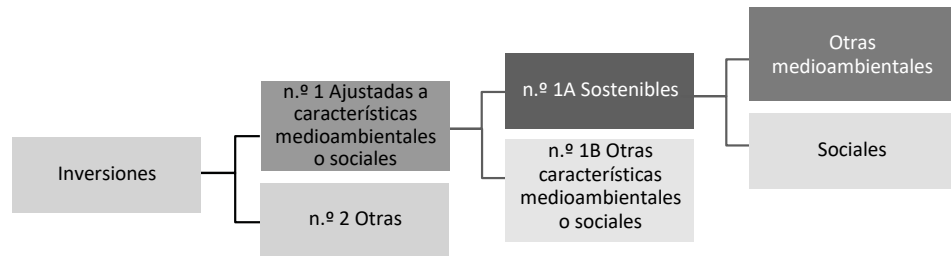 Inversiones
n.º 1 Ajustadas a
características
medioambientales
o sociales
n.º 2 Otras
n.º 1A Sostenibles
n.º 1B Otras
características
medioambientales
o sociales
Otras
medioambientales
Sociales